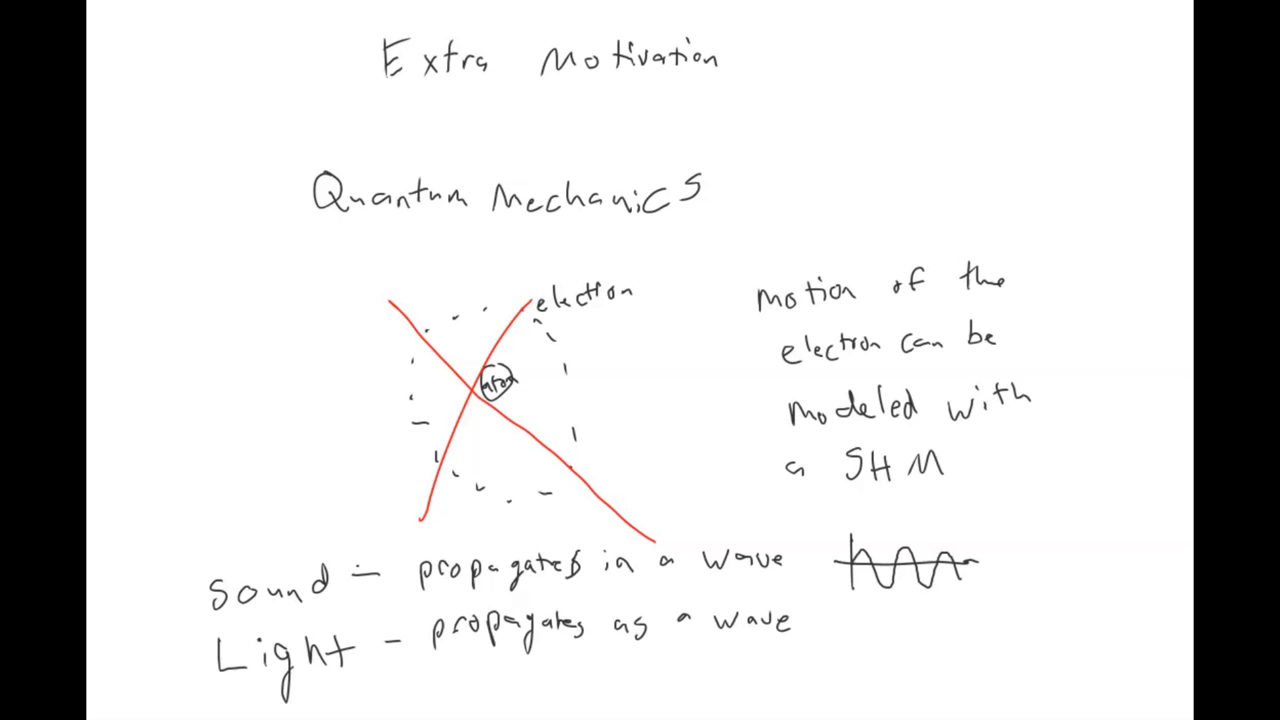 Extra Motivation
Quantum Mechanics
electron
atom
motion of the
electron can be
modeled with
a SHM
Sound - propagates in a wave
Light - propagates as a wave